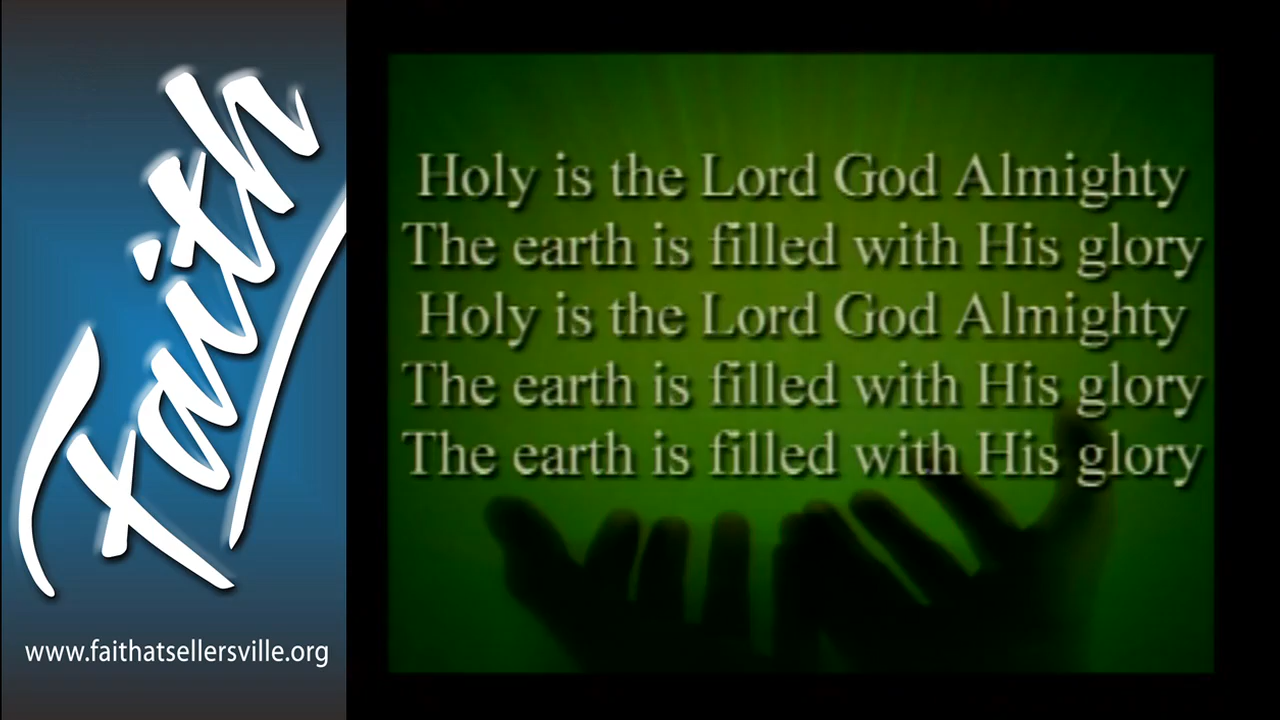 Faith
www.faithatsellersville.org
Holy is the Lord God Almighty
The earth is filled with His glory
Holy is the Lord God Almighty
The earth is filled with His glory
The earth is filled with His glory